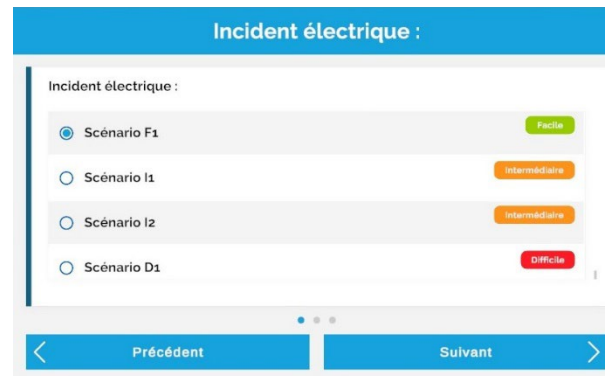 Incident électrique :
Incident électrique :
Scénario F1 Facile
Scénario I1 Intermédiaire
Scénario I2 Intermédiaire
Scénario D1 Difficile
Précédent Suivant